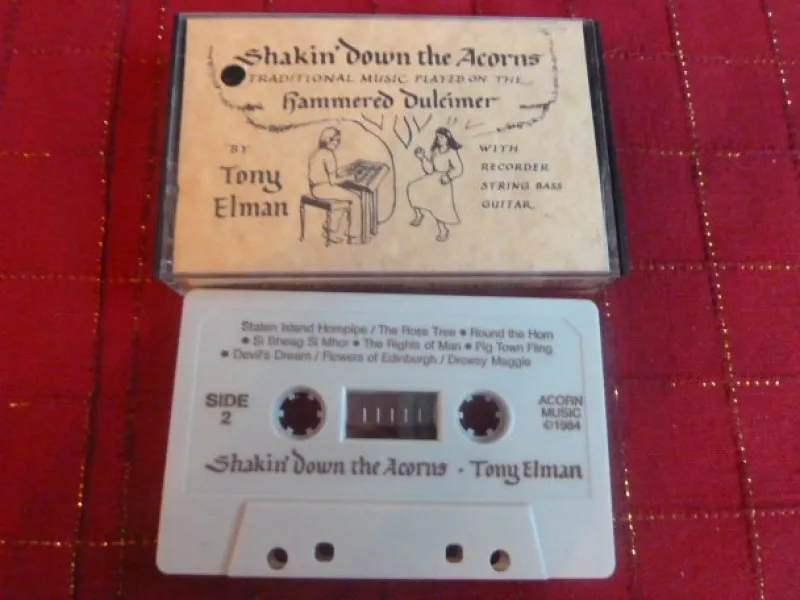 Shakin' Down the Acorns
TRADITIONAL MUSIC PLAYED ON THE
Hammered Dulcimer
BY
Tony
Elman
WITH
RECORDER
STRING BASS
GUITAR
Staten Island Hornpipe / The Rose Tree • Round the Horn
• Si Bheag Si Mhor • The Rights of Man • Pig Town Fling
• Devil's Dream / Flowers of Edinburgh / Drowsy Maggie
SIDE
2
ACORN
MUSIC
©1984
Shakin' Down the Acorns • Tony Elman